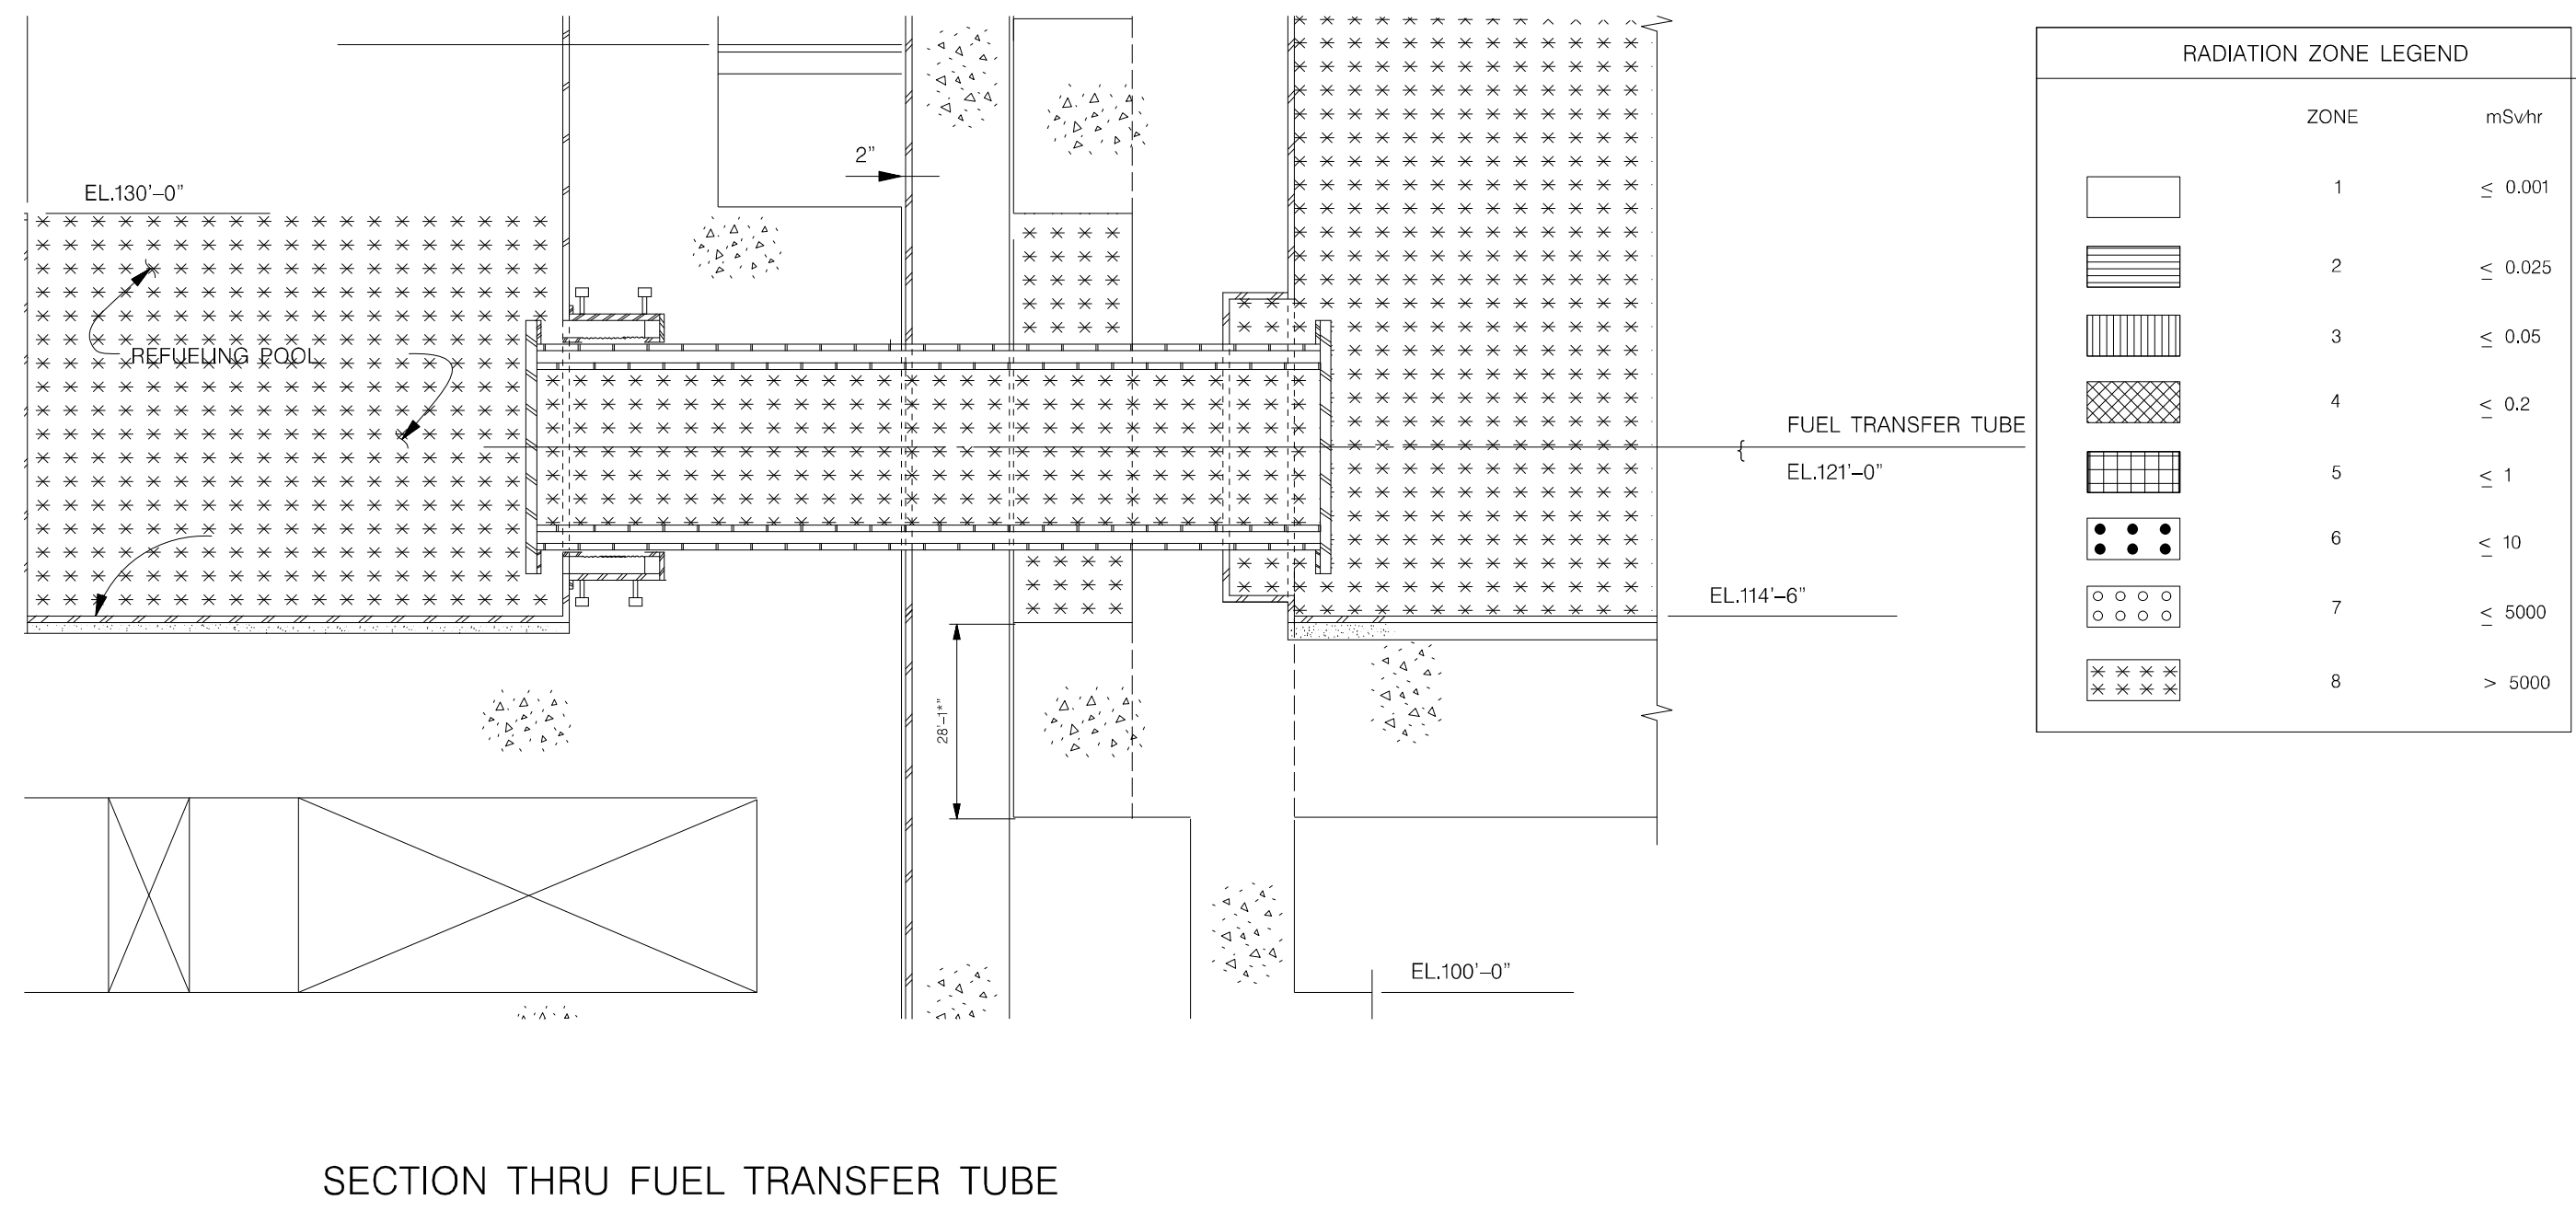 RADIATION ZONE LEGEND
ZONE mSv/hr
1 ≤ 0.001
2 ≤ 0.025
3 ≤ 0.05
4 ≤ 0.2
5 ≤ 1
6 ≤ 10
7 ≤ 5000
8 > 5000
2"
EL.130'–0"
REFUELING POOL
FUEL TRANSFER TUBE
EL.121'–0"
EL.114'–6"
28'-1*"
EL.100'–0"
SECTION THRU FUEL TRANSFER TUBE